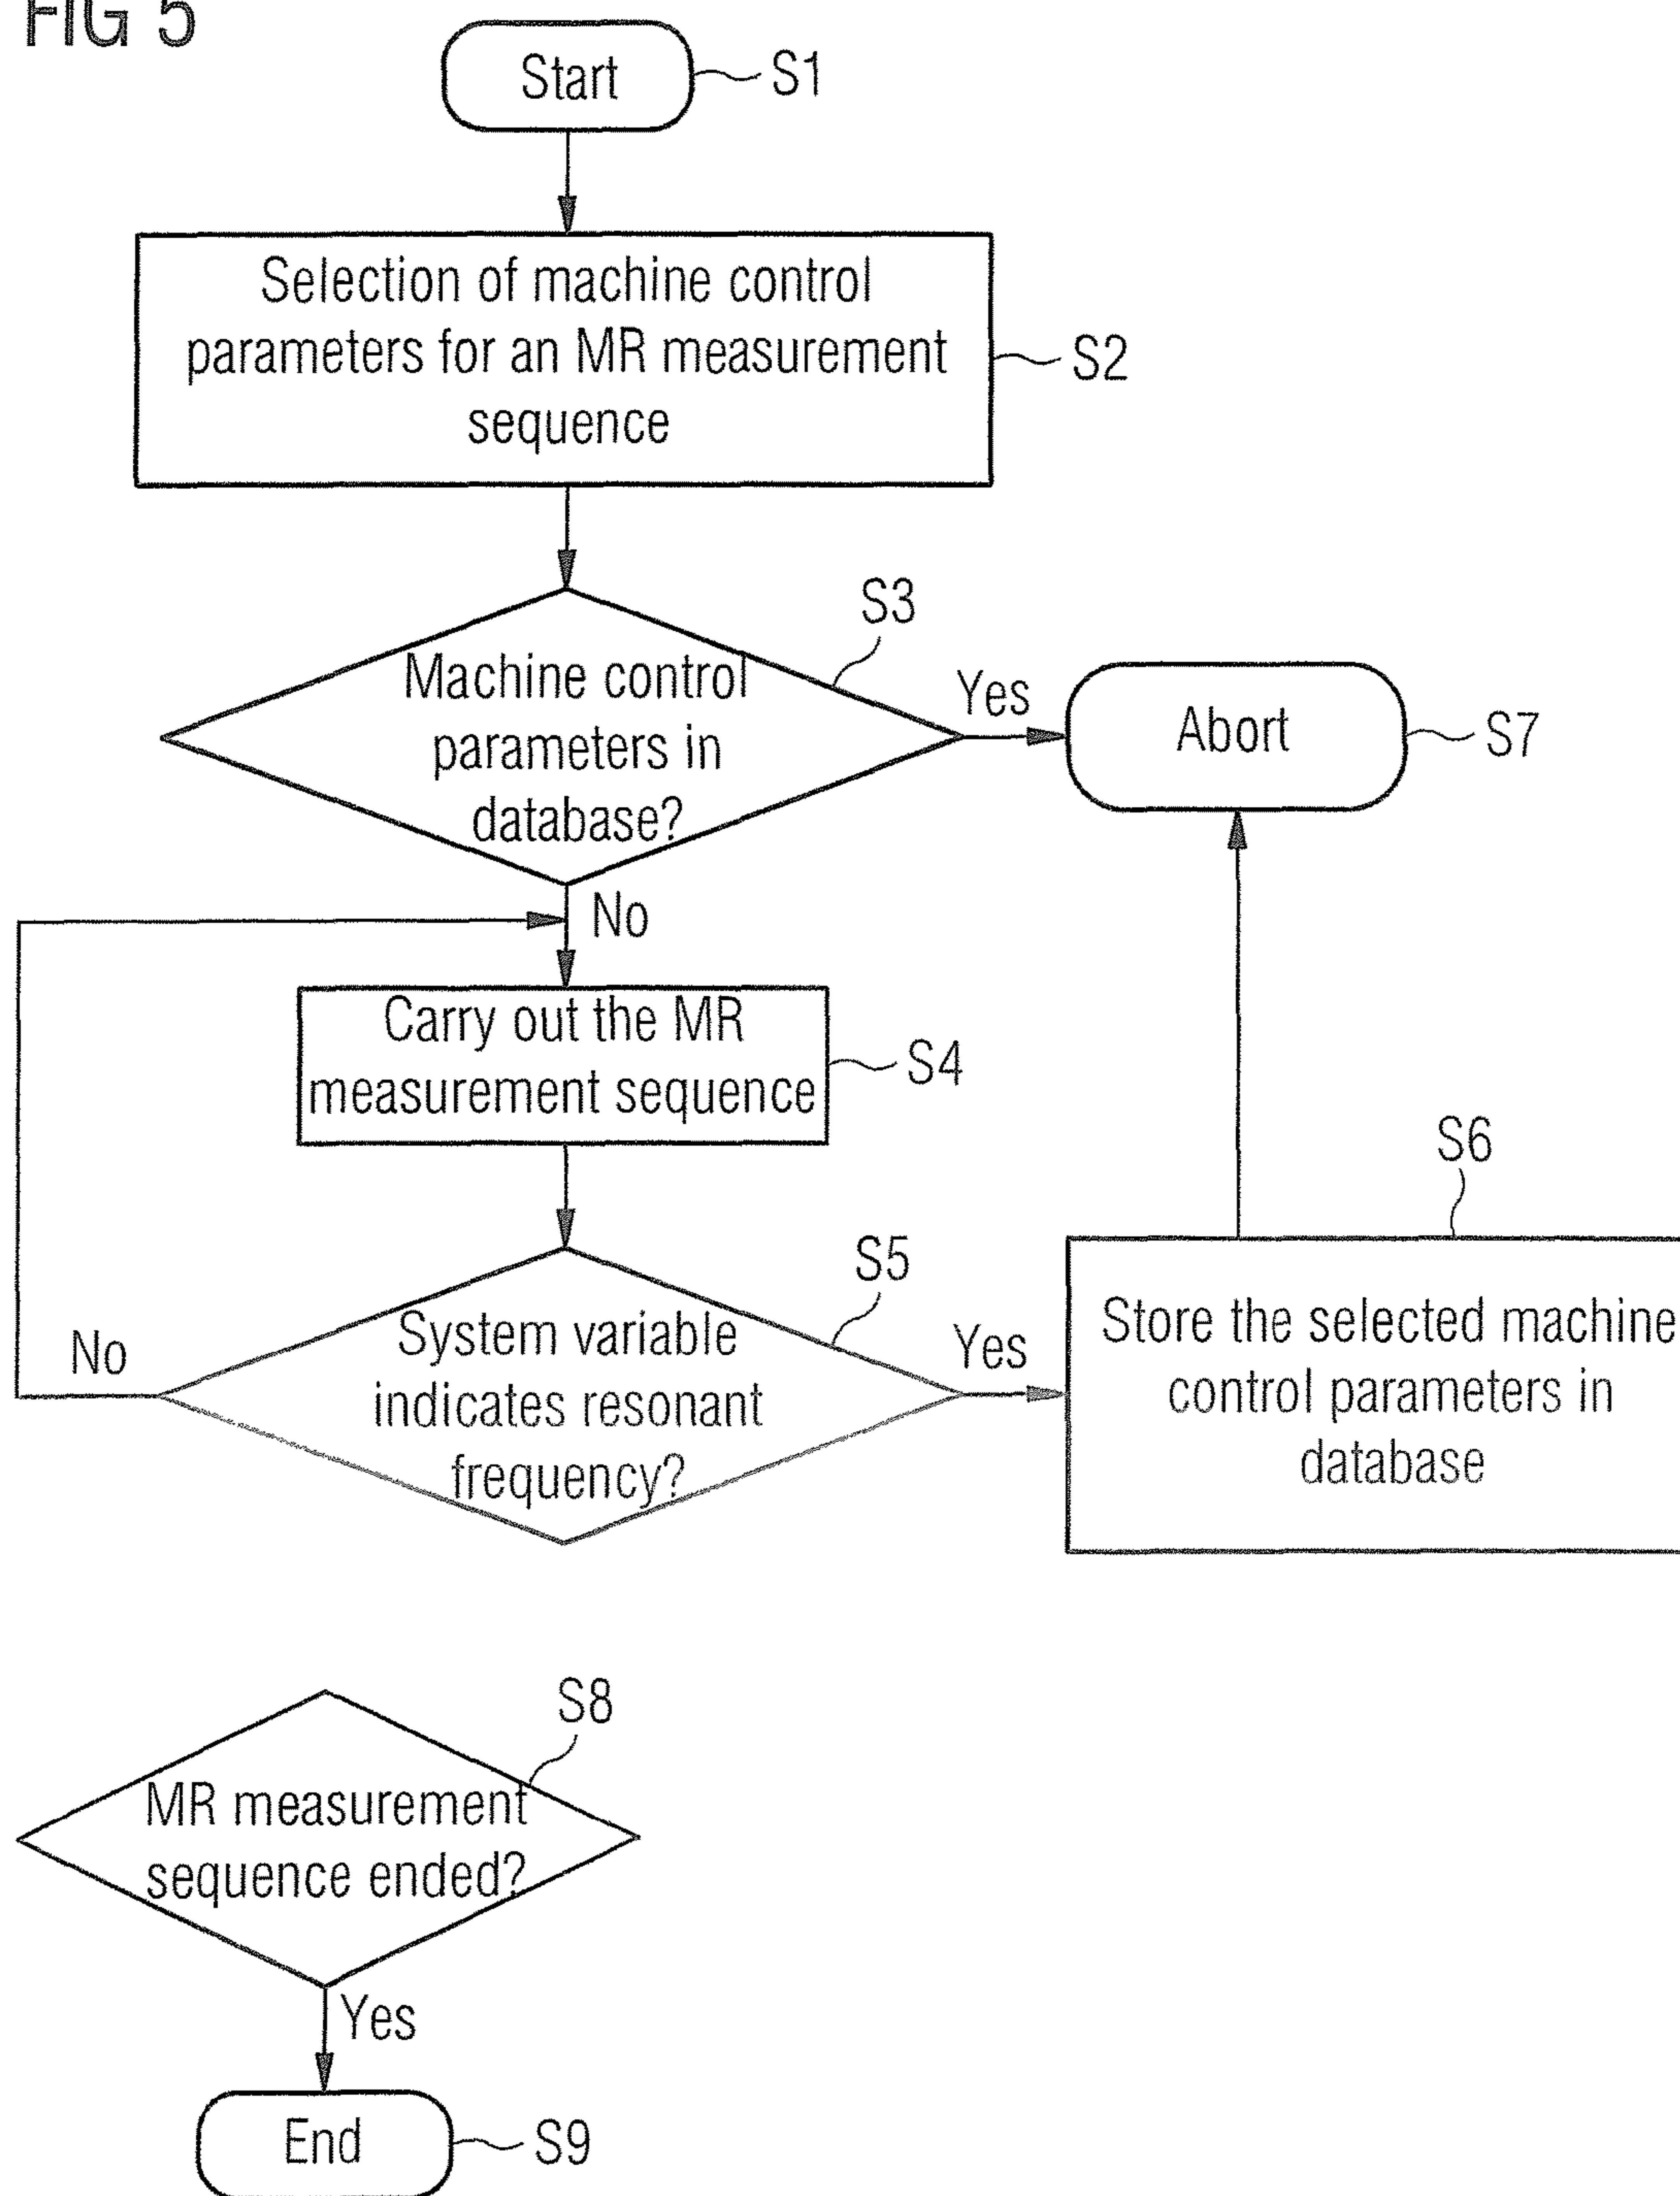 FIG 5
Start
S1
Selection of machine control
parameters for an MR measurement
sequence
S2
S3
Machine control
parameters in
database?
Yes
Abort
S7
No
Carry out the MR
measurement sequence
S4
S6
S5
System variable
indicates resonant
frequency?
No
Yes
Store the selected machine
control parameters in
database
S8
MR measurement
sequence ended?
Yes
End
S9